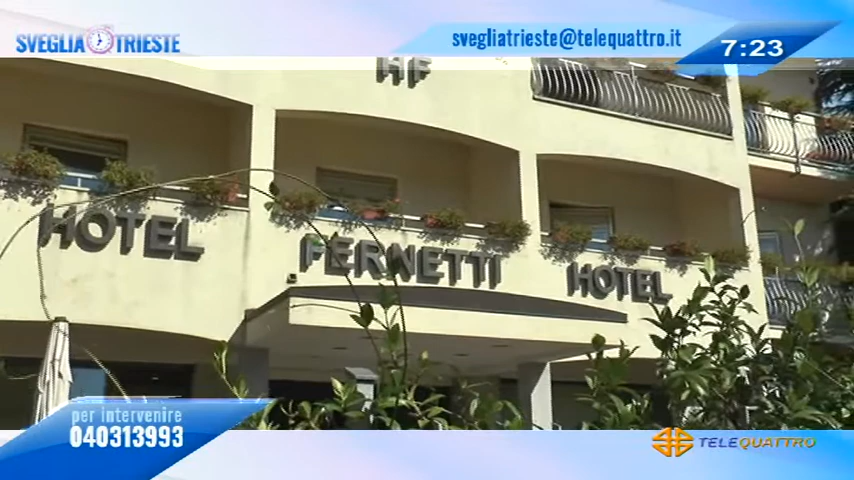 SVEGLIA TRIESTE
svegliatrieste@telequattro.it
7:23
HF
HOTEL FERNETTI HOTEL
per intervenire
040313993
TELEQUATTRO